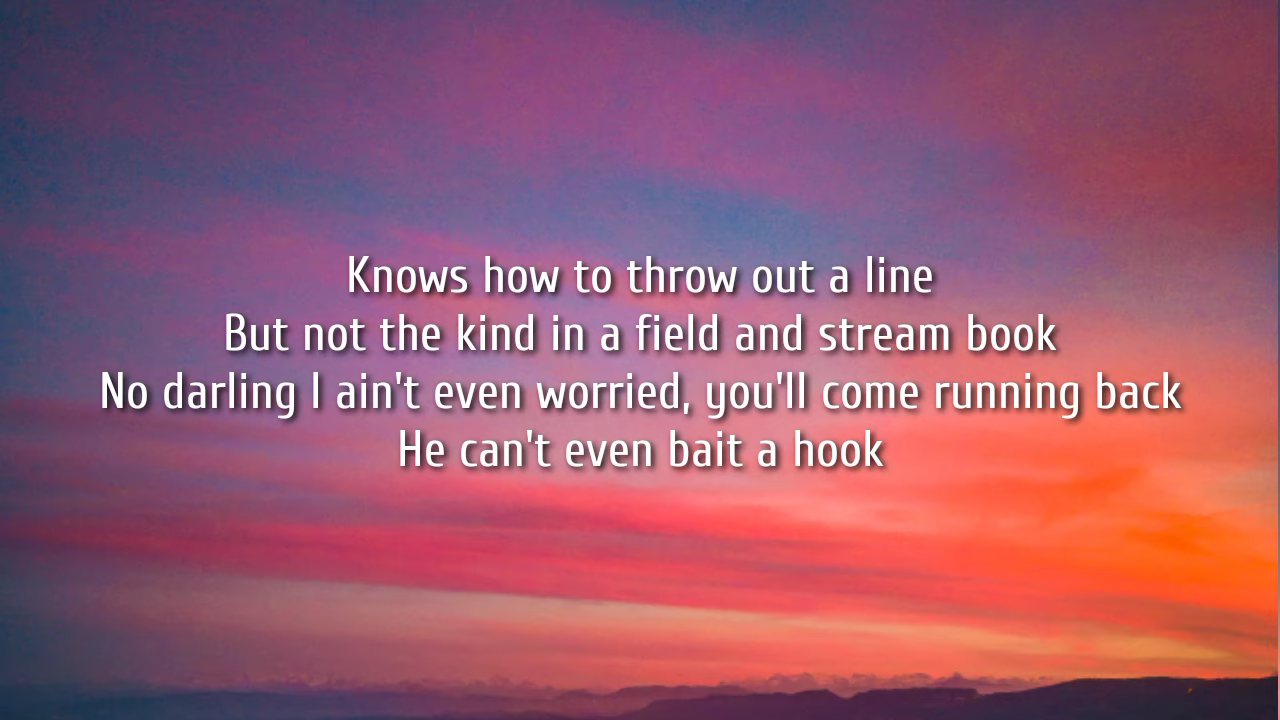 Knows how to throw out a line
But not the kind in a field and stream book
No darling I ain't even worried, you'll come running back
He can't even bait a hook